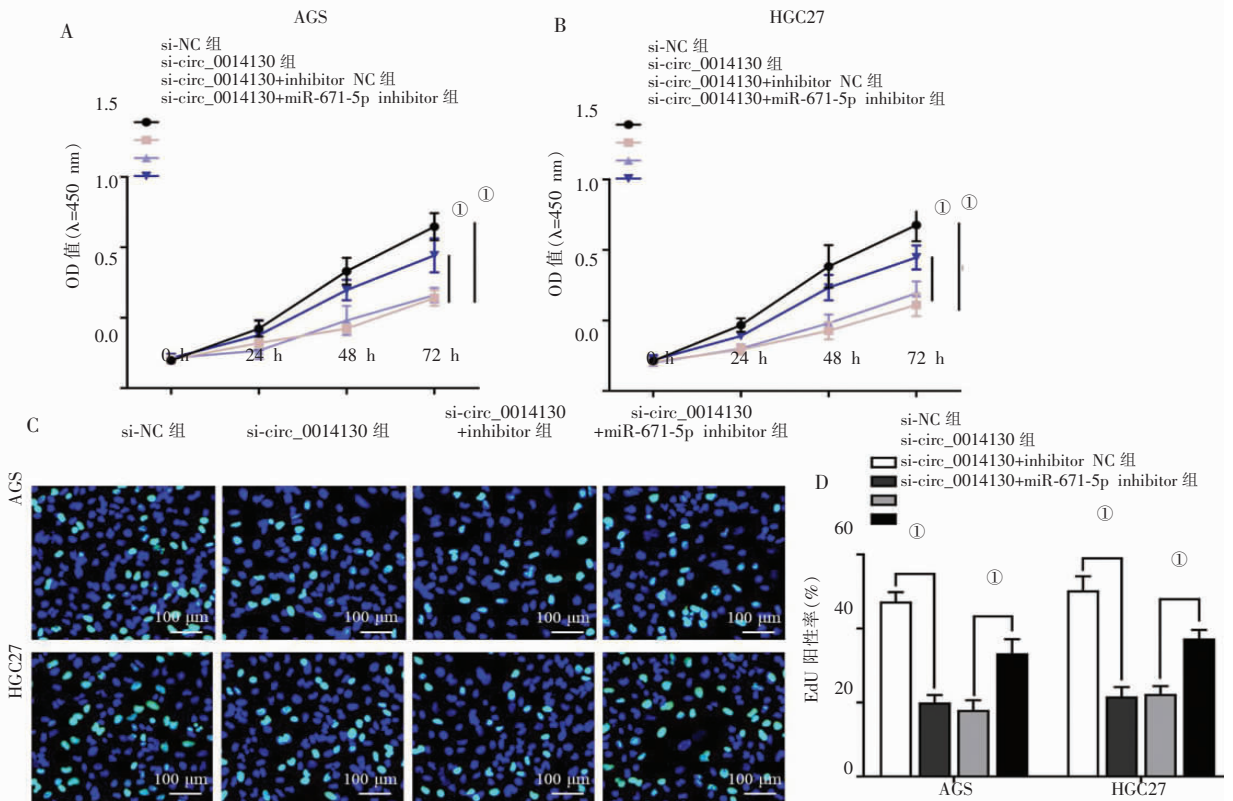 A
AGS
si-NC 组
si-circ_0014130 组
si-circ_0014130+inhibitor NC 组
si-circ_0014130+miR-671-5p inhibitor 组
1.5
1.0
0.5
0.0
OD 值(λ=450 nm)
① ①
0 h 24 h 48 h 72 h
B
HGC27
si-NC 组
si-circ_0014130 组
si-circ_0014130+inhibitor NC 组
si-circ_0014130+miR-671-5p inhibitor 组
1.5
1.0
0.5
0.0
OD 值(λ=450 nm)
① ①
0 h 24 h 48 h 72 h
C
si-NC 组
si-circ_0014130 组
si-circ_0014130
+inhibitor 组
si-circ_0014130
+miR-671-5p inhibitor 组
AGS
100 μm 100 μm 100 μm 100 μm
HGC27
100 μm 100 μm 100 μm 100 μm
D
si-NC 组
si-circ_0014130 组
si-circ_0014130+inhibitor NC 组
si-circ_0014130+miR-671-5p inhibitor 组
60
40
20
0
EdU 阳性率(%)
① ① ① ①
AGS HGC27